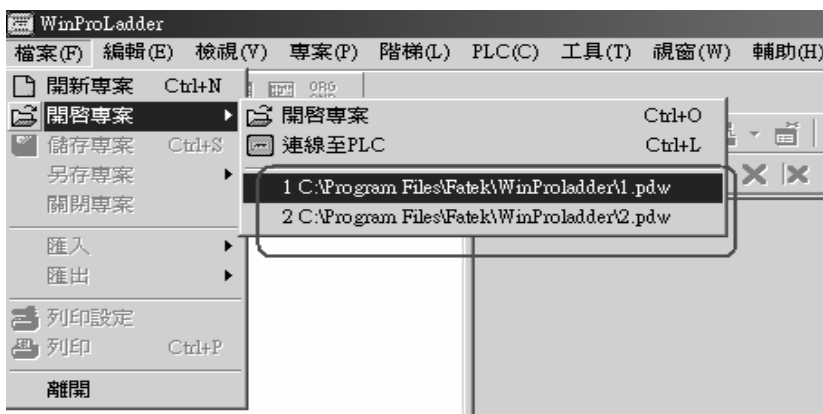 WinProLadder
檔案(F) 編輯(E) 檢視(V) 專案(P) 階梯(L) PLC(C) 工具(T) 視窗(W) 輔助(H)
開新專案 Ctrl+N
開啓專案
儲存專案 Ctrl+S
另存專案
關閉專案
匯入
匯出
列印設定
列印 Ctrl+P
離開
ORG
開啓專案 Ctrl+O
連線至PLC Ctrl+L
1 C:\Program Files\Fatek\WinProladder\1.pdw
2 C:\Program Files\Fatek\WinProladder\2.pdw